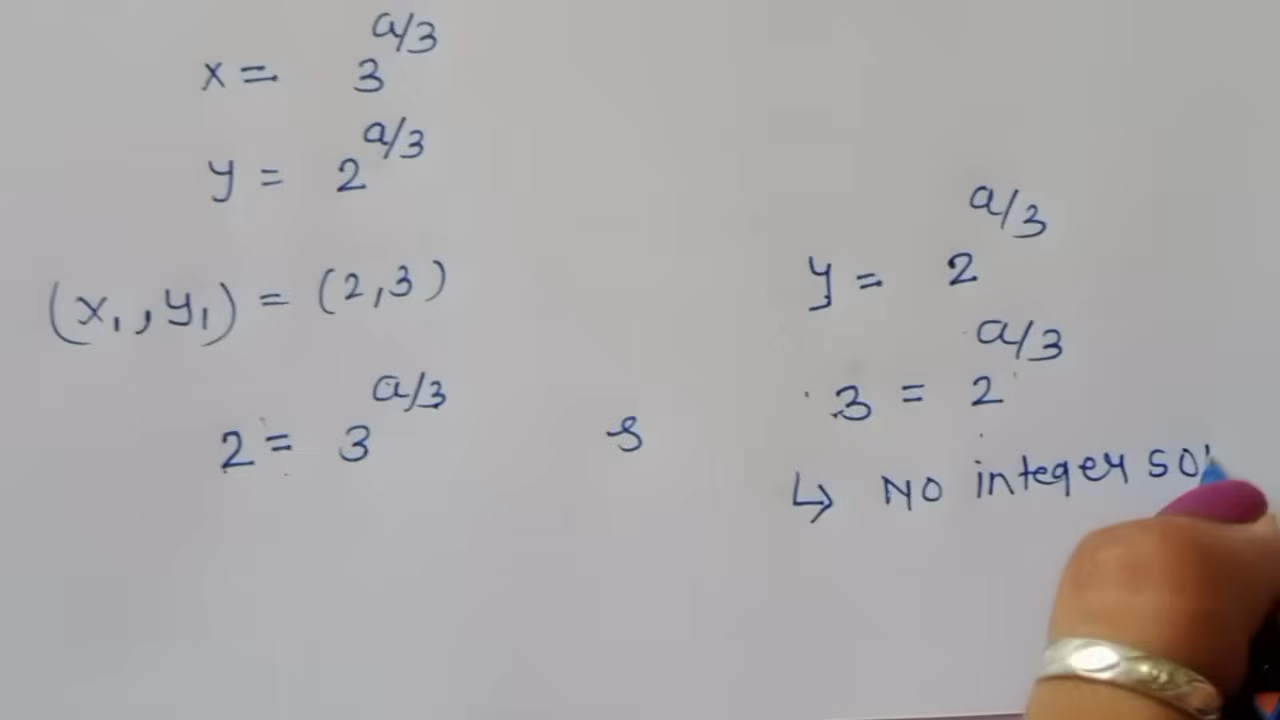 x = 3^{a/3}
y = 2^{a/3}
(x₁, y₁) = (2,3)
2 = 3^{a/3}
y = 2^{a/3}
3 = 2^{a/3}
↳ NO integer so